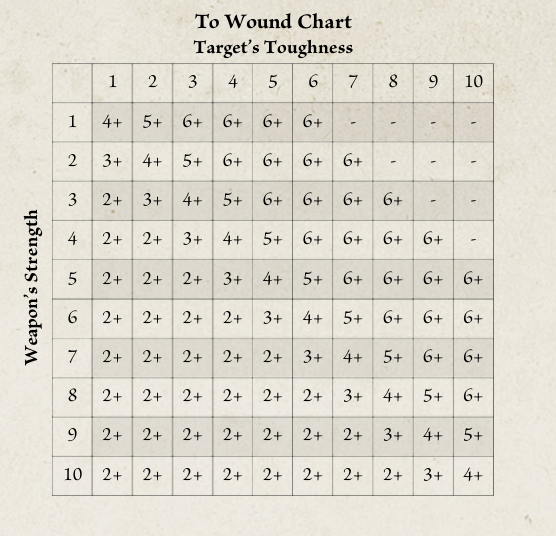 To Wound Chart
Target's Toughness
1 2 3 4 5 6 7 8 9 10
1 4+ 5+ 6+ 6+ 6+ 6+ - - - -
2 3+ 4+ 5+ 6+ 6+ 6+ 6+ - - -
3 2+ 3+ 4+ 5+ 6+ 6+ 6+ 6+ - -
4 2+ 2+ 3+ 4+ 5+ 6+ 6+ 6+ 6+ -
5 2+ 2+ 2+ 3+ 4+ 5+ 6+ 6+ 6+ 6+
6 2+ 2+ 2+ 2+ 3+ 4+ 5+ 6+ 6+ 6+
7 2+ 2+ 2+ 2+ 2+ 3+ 4+ 5+ 6+ 6+
8 2+ 2+ 2+ 2+ 2+ 2+ 3+ 4+ 5+ 6+
9 2+ 2+ 2+ 2+ 2+ 2+ 2+ 3+ 4+ 5+
10 2+ 2+ 2+ 2+ 2+ 2+ 2+ 2+ 3+ 4+
Weapon's Strength